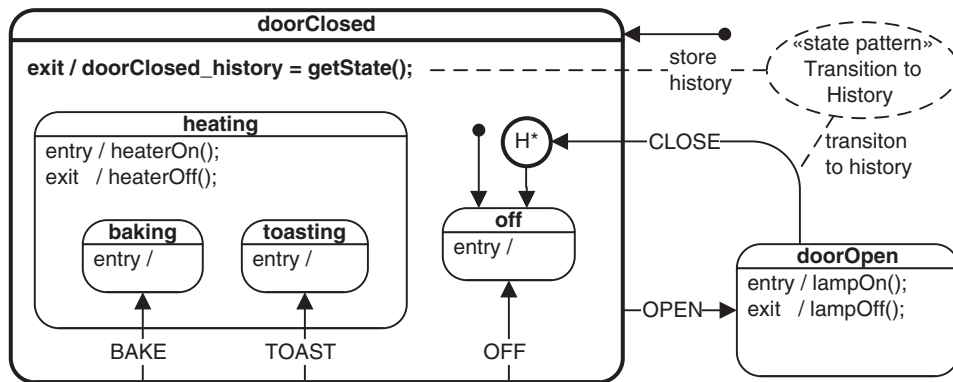 doorClosed
exit / doorClosed_history = getState();
store
history
«state pattern»
Transition to
History
transiton
to history
heating
entry / heaterOn();
exit / heaterOff();
baking
entry /
toasting
entry /
H*
off
entry /
CLOSE
doorOpen
entry / lampOn();
exit / lampOff();
OPEN
BAKE
TOAST
OFF